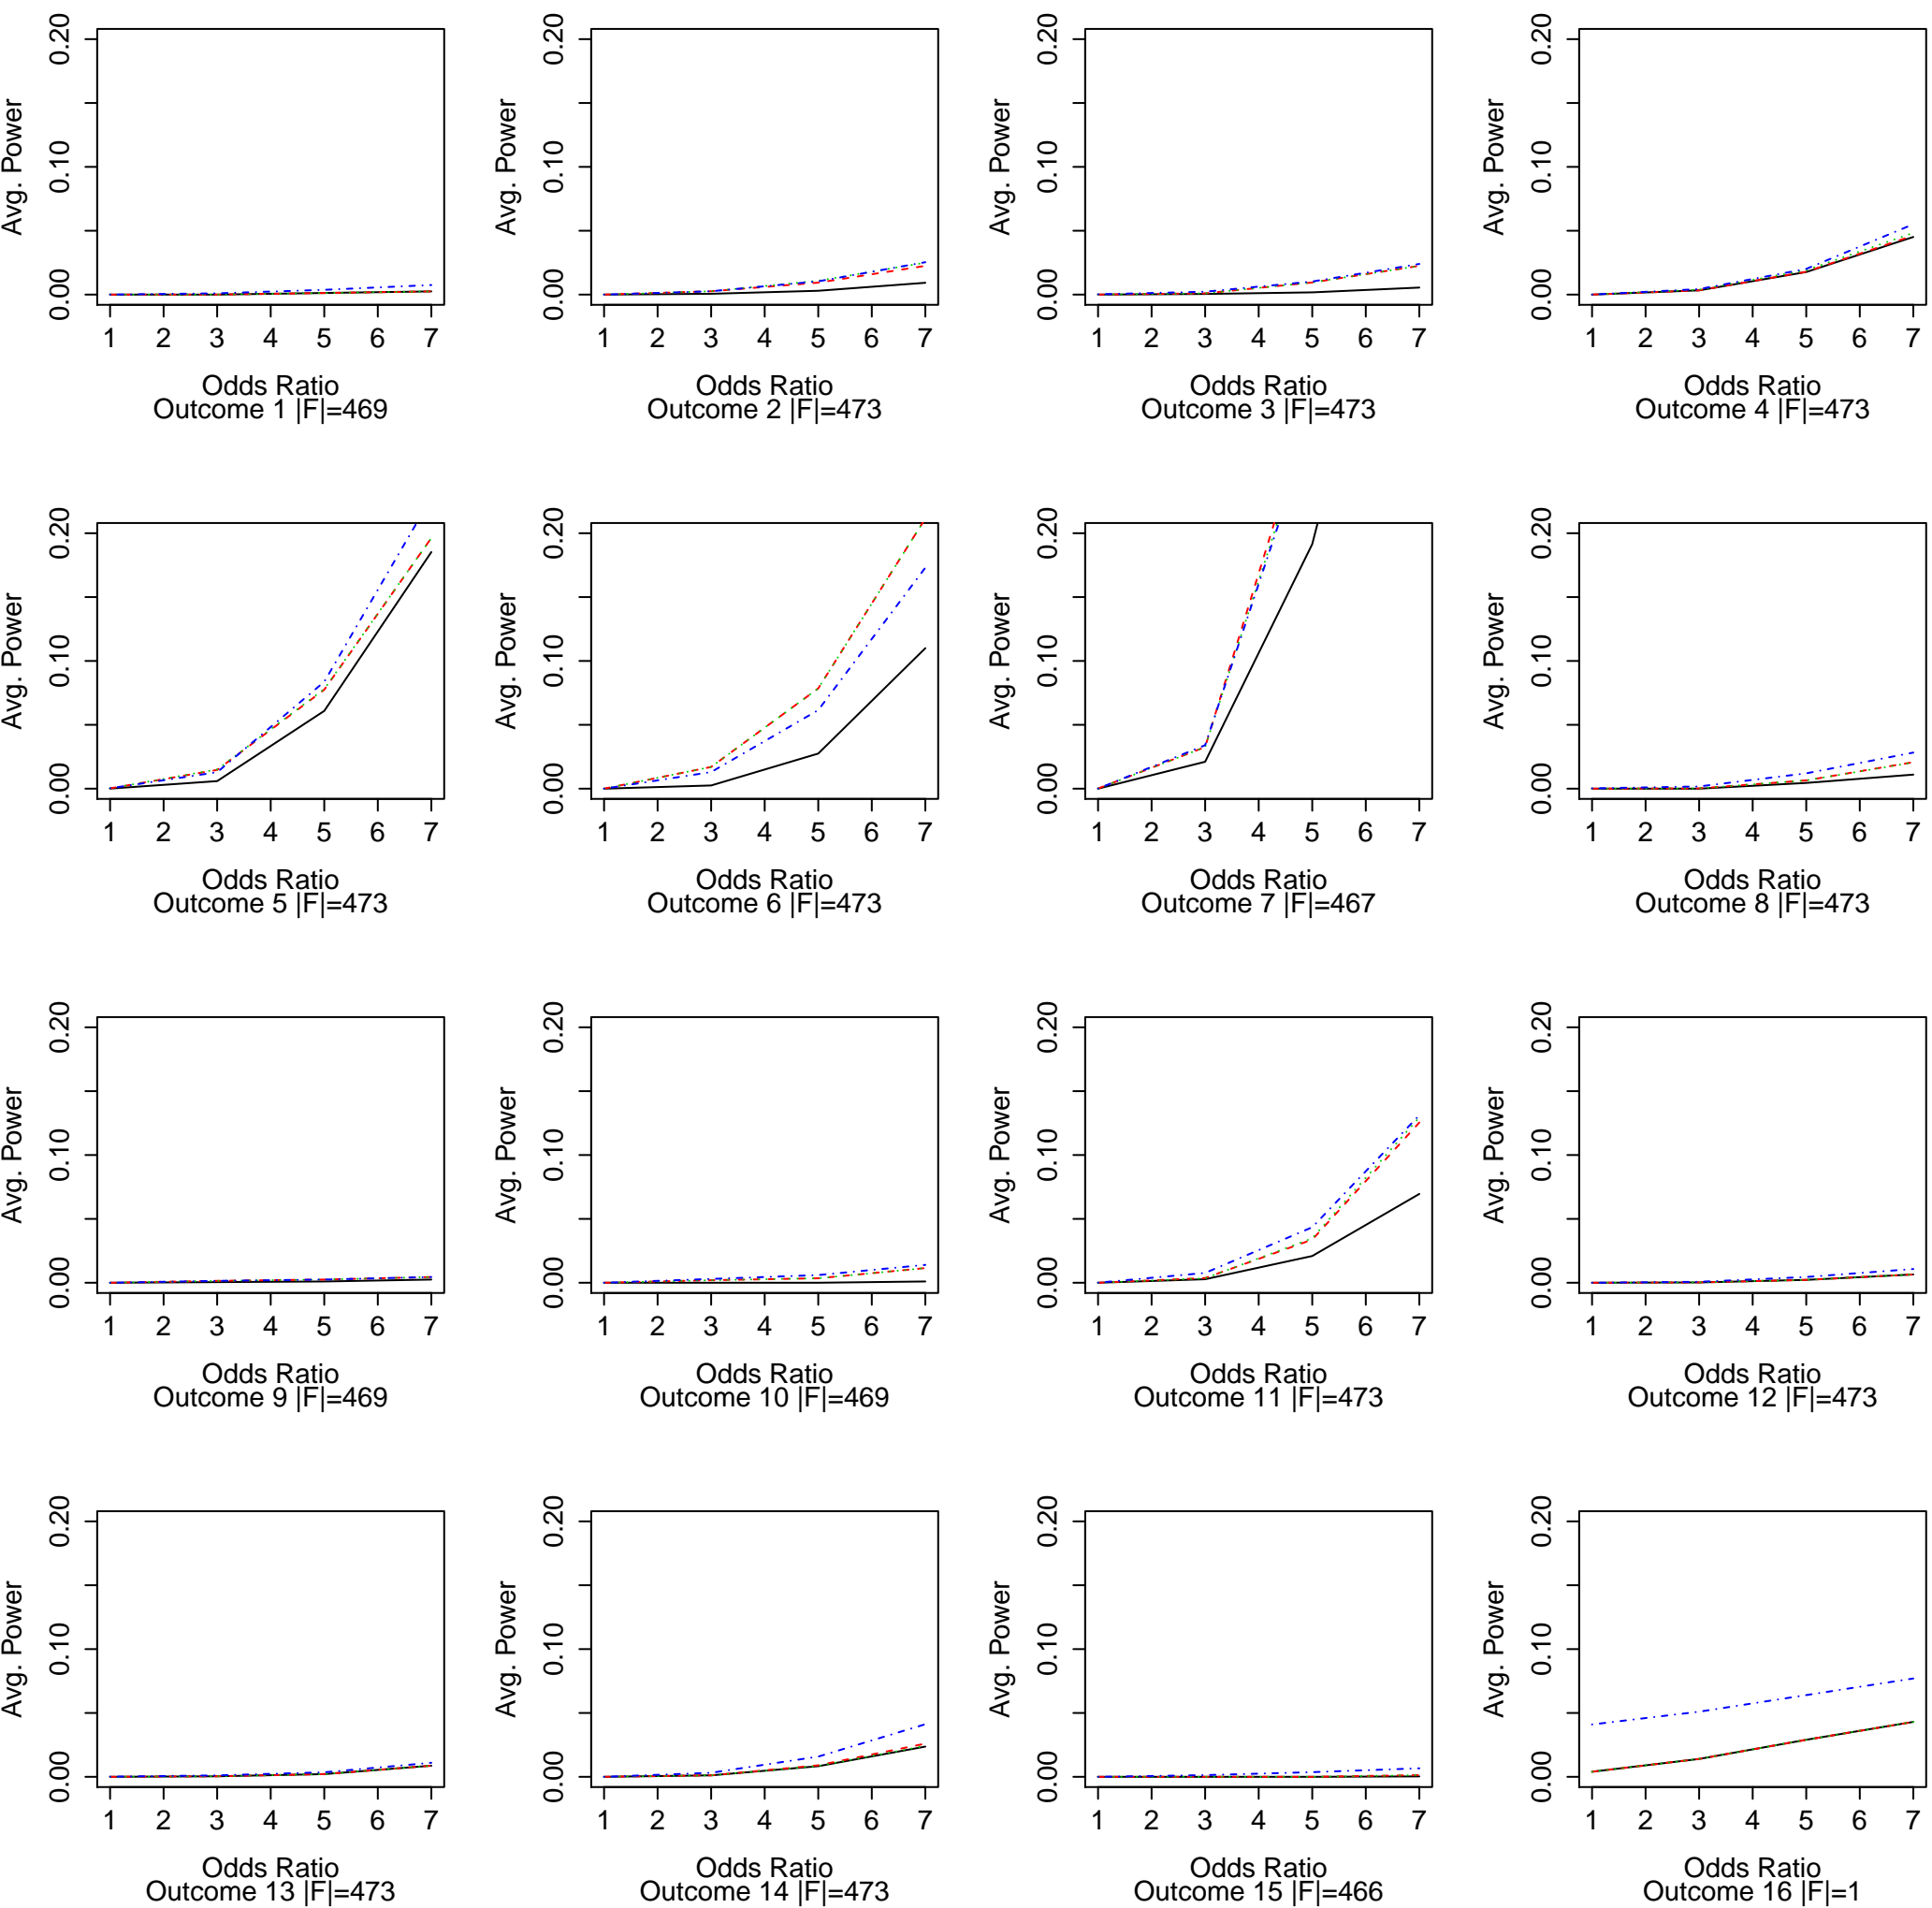 Avg. Power
0.00 0.10 0.20
1 2 3 4 5 6 7
Odds Ratio
Outcome 1 |F|=469
Avg. Power
0.00 0.10 0.20
1 2 3 4 5 6 7
Odds Ratio
Outcome 2 |F|=473
Avg. Power
0.00 0.10 0.20
1 2 3 4 5 6 7
Odds Ratio
Outcome 3 |F|=473
Avg. Power
0.00 0.10 0.20
1 2 3 4 5 6 7
Odds Ratio
Outcome 4 |F|=473
Avg. Power
0.00 0.10 0.20
1 2 3 4 5 6 7
Odds Ratio
Outcome 5 |F|=473
Avg. Power
0.00 0.10 0.20
1 2 3 4 5 6 7
Odds Ratio
Outcome 6 |F|=473
Avg. Power
0.00 0.10 0.20
1 2 3 4 5 6 7
Odds Ratio
Outcome 7 |F|=467
Avg. Power
0.00 0.10 0.20
1 2 3 4 5 6 7
Odds Ratio
Outcome 8 |F|=473
Avg. Power
0.00 0.10 0.20
1 2 3 4 5 6 7
Odds Ratio
Outcome 9 |F|=469
Avg. Power
0.00 0.10 0.20
1 2 3 4 5 6 7
Odds Ratio
Outcome 10 |F|=469
Avg. Power
0.00 0.10 0.20
1 2 3 4 5 6 7
Odds Ratio
Outcome 11 |F|=473
Avg. Power
0.00 0.10 0.20
1 2 3 4 5 6 7
Odds Ratio
Outcome 12 |F|=473
Avg. Power
0.00 0.10 0.20
1 2 3 4 5 6 7
Odds Ratio
Outcome 13 |F|=473
Avg. Power
0.00 0.10 0.20
1 2 3 4 5 6 7
Odds Ratio
Outcome 14 |F|=473
Avg. Power
0.00 0.10 0.20
1 2 3 4 5 6 7
Odds Ratio
Outcome 15 |F|=466
Avg. Power
0.00 0.10 0.20
1 2 3 4 5 6 7
Odds Ratio
Outcome 16 |F|=1